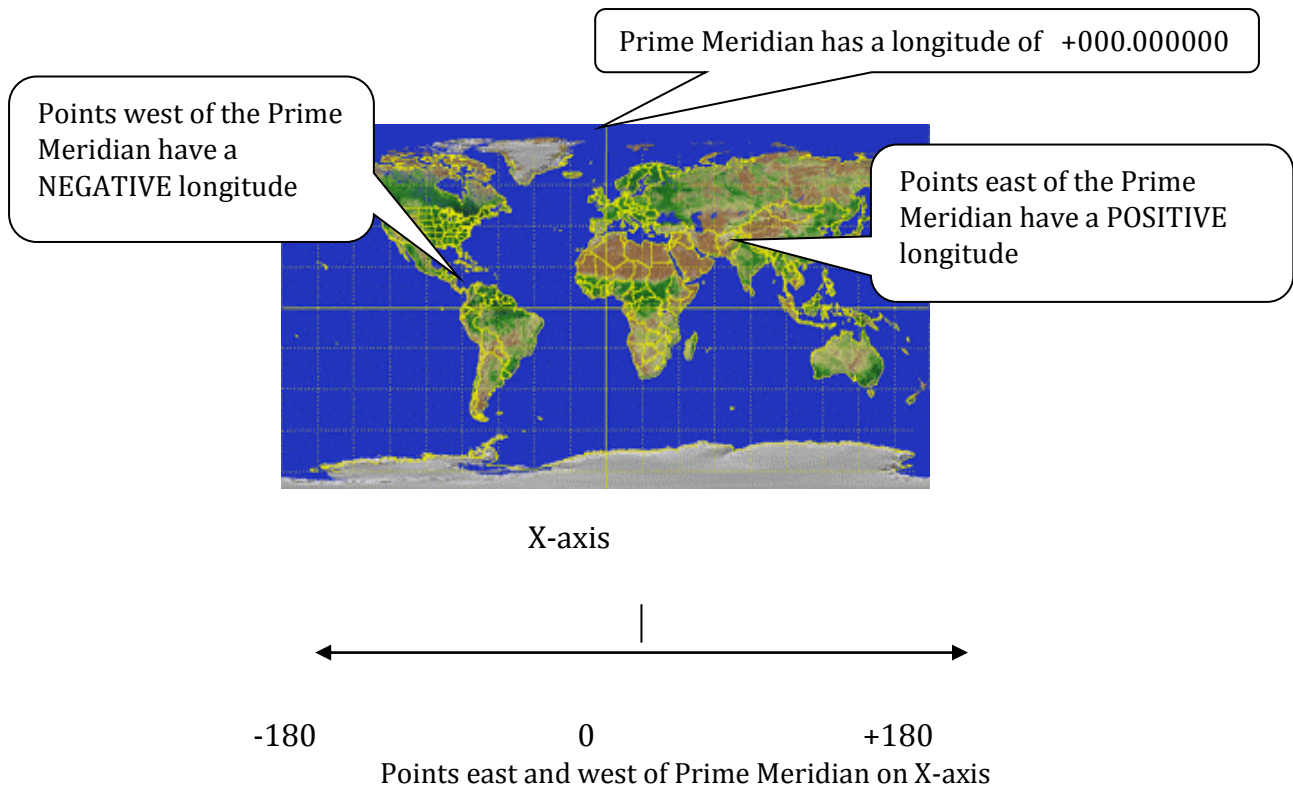 Prime Meridian has a longitude of +000.000000
Points west of the Prime
Meridian have a
NEGATIVE longitude
Points east of the Prime
Meridian have a POSITIVE
longitude
X-axis
-180 0 +180
Points east and west of Prime Meridian on X-axis